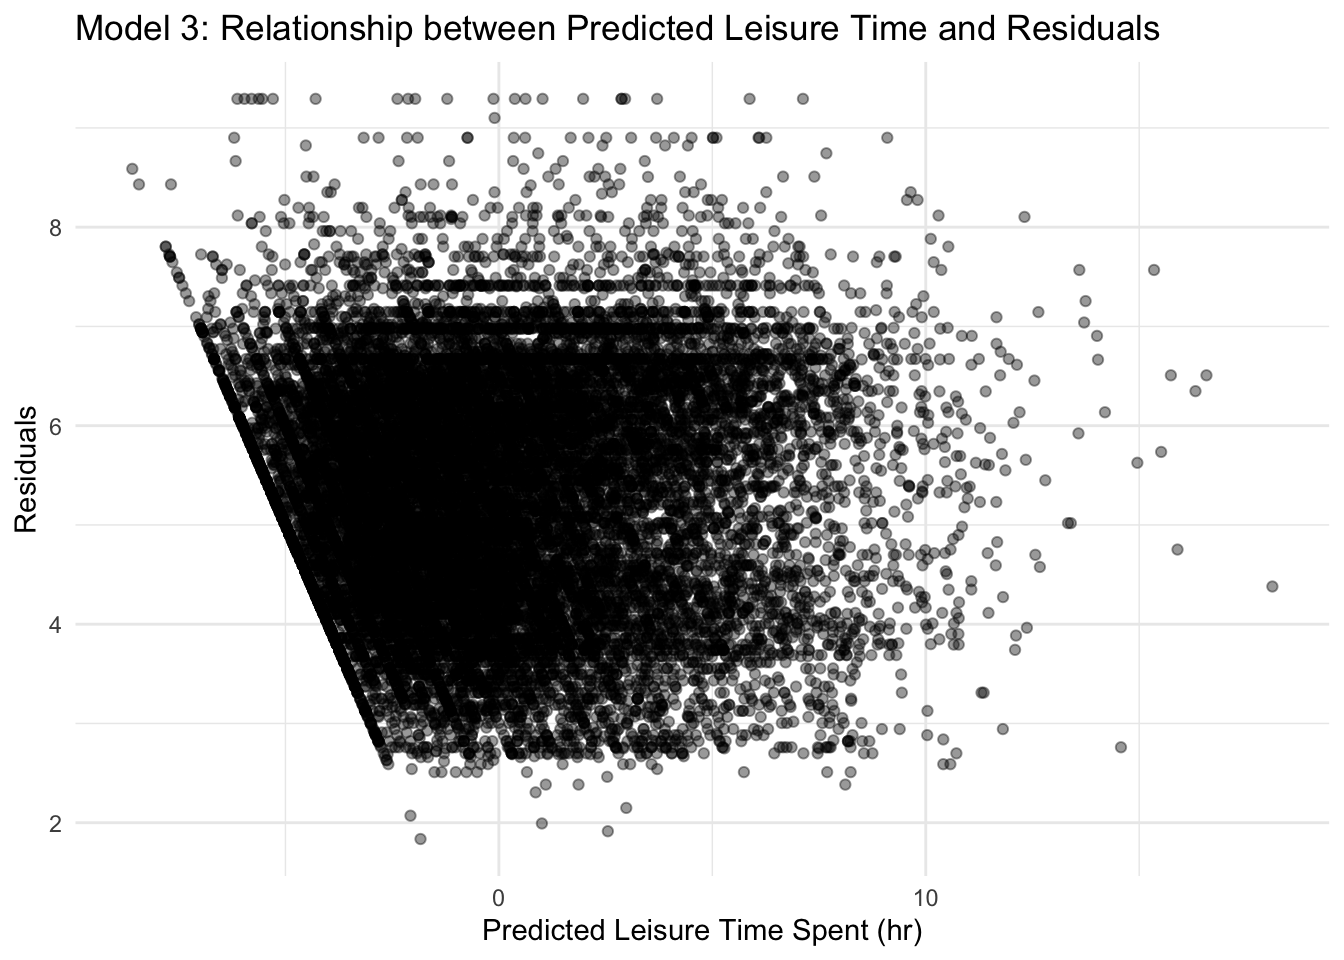 Model 3: Relationship between Predicted Leisure Time and Residuals
8
6
4
2
Residuals
0
10
Predicted Leisure Time Spent (hr)